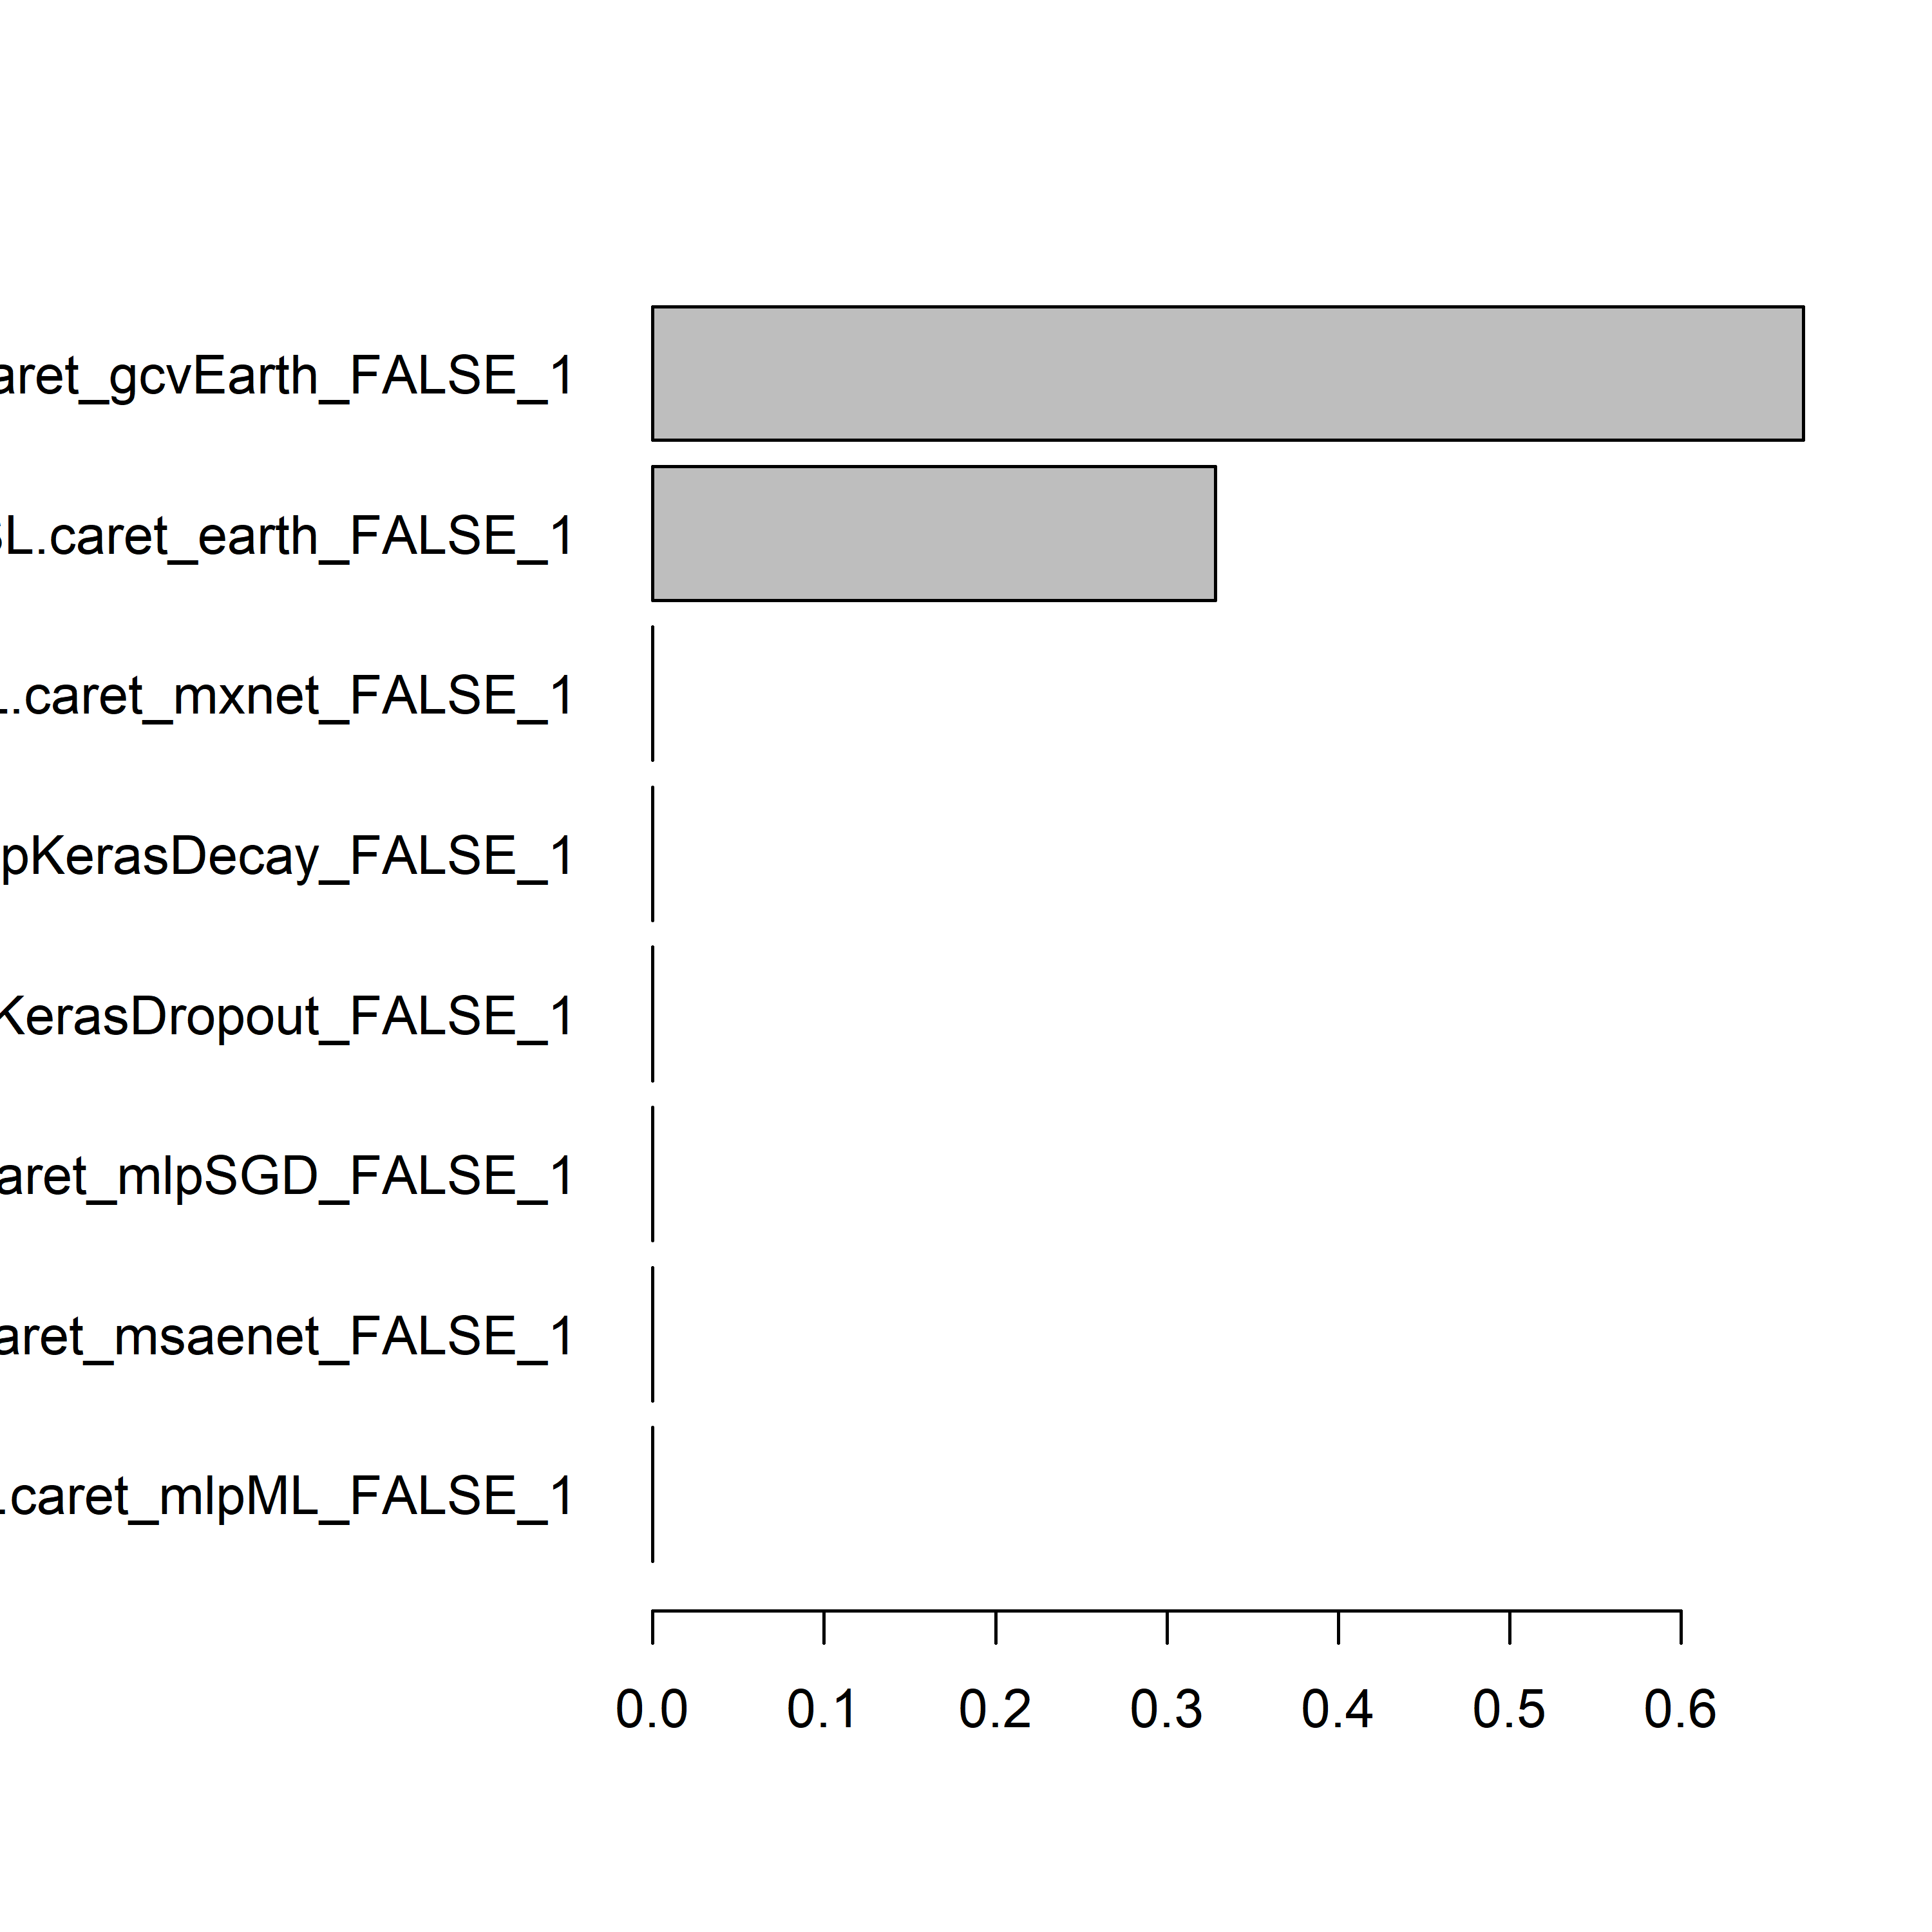 aret_gcvEarth_FALSE_1
SL.caret_earth_FALSE_1
L.caret_mxnet_FALSE_1
pKerasDecay_FALSE_1
KerasDropout_FALSE_1
aret_mlpSGD_FALSE_1
aret_msaenet_FALSE_1
.caret_mlpML_FALSE_1
0.0 0.1 0.2 0.3 0.4 0.5 0.6